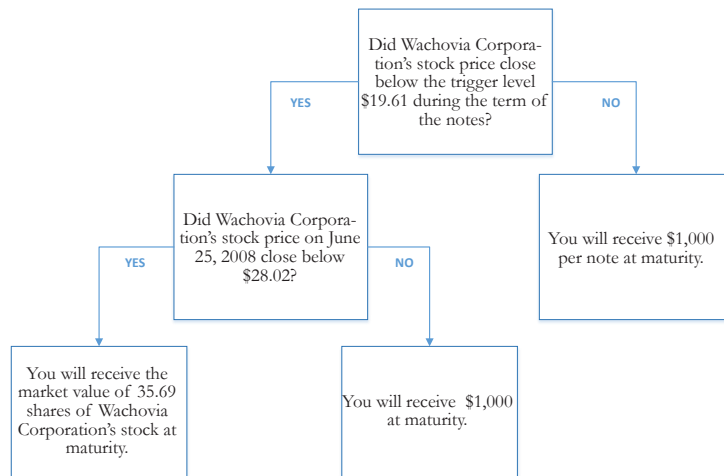 Did Wachovia Corpora-
tion's stock price close
below the trigger level
$19.61 during the term of
the notes?
YES
NO
Did Wachovia Corpora-
tion's stock price on June
25, 2008 close below
$28.02?
You will receive $1,000
per note at maturity.
YES
NO
You will receive the
market value of 35.69
shares of Wachovia
Corporation's stock at
maturity.
You will receive $1,000
at maturity.